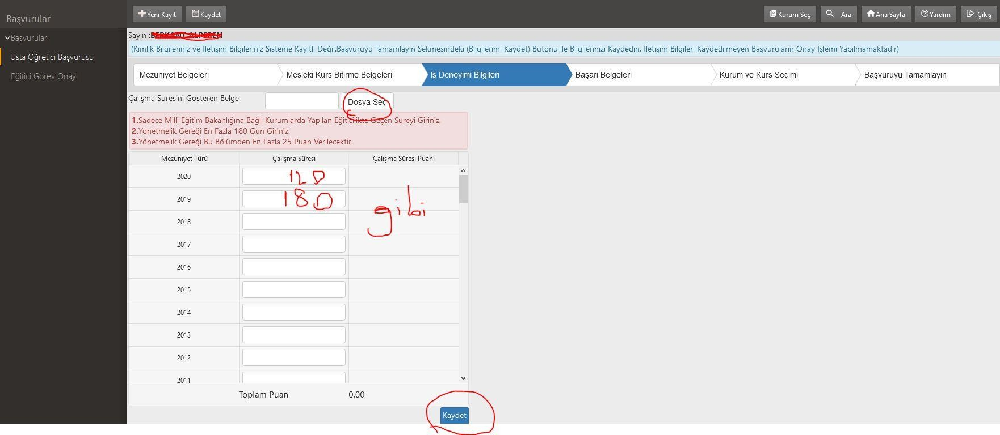 Başvurular
Başvurular
Usta Öğretici Başvurusu
Eğitici Görev Onayı
Yeni Kayıt Kaydet Kurum Seç Ara Ana Sayfa Yardım Çıkış
Sayın :
(Kimlik Bilgileriniz ve İletişim Bilgileriniz Sisteme Kayıtlı Değil.Başvuruyu Tamamlayın Sekmesindeki (Bilgilerimi Kaydet) Butonu ile Bilgilerinizi Kaydedin. İletişim Bilgileri Kaydedilmeyen Başvuruların Onay İşlemi Yapılmamaktadır)
Mezuniyet Belgeleri Mesleki Kurs Bitirme Belgeleri İş Deneyimi Bilgileri Başarı Belgeleri Kurum ve Kurs Seçimi Başvuruyu Tamamlayın
Çalışma Süresini Gösteren Belge Dosya Seç
1.Sadece Milli Eğitim Bakanlığına Bağlı Kurumlarda Yapılan Eğiticilikte Geçen Süreyi Giriniz.
2.Yönetmelik Gereği En Fazla 180 Gün Giriniz.
3.Yönetmelik Gereği Bu Bölümden En Fazla 25 Puan Verilecektir.
Mezuniyet Türü Çalışma Süresi Çalışma Süresi Puanı
2020 120
2019 180 gibi
2018
2017
2016
2015
2014
2013
2012
2011
Toplam Puan 0,00
Kaydet